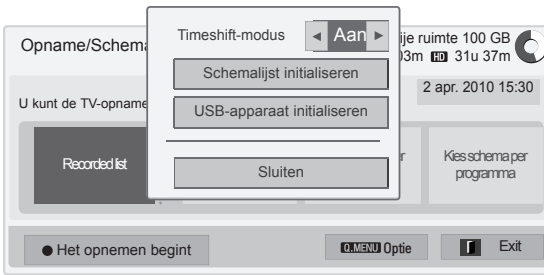 Opname/Schema
Timeshift-modus
Aan
ije ruimte 100 GB
03m HD 31u 37m
2 apr. 2010 15:30
U kunt de TV-opname
Schemalijst initialiseren
USB-apparaat initialiseren
Sluiten
Recorded list
r
Kies schema per
programma
Het opnemen begint
Q.MENU Optie
Exit